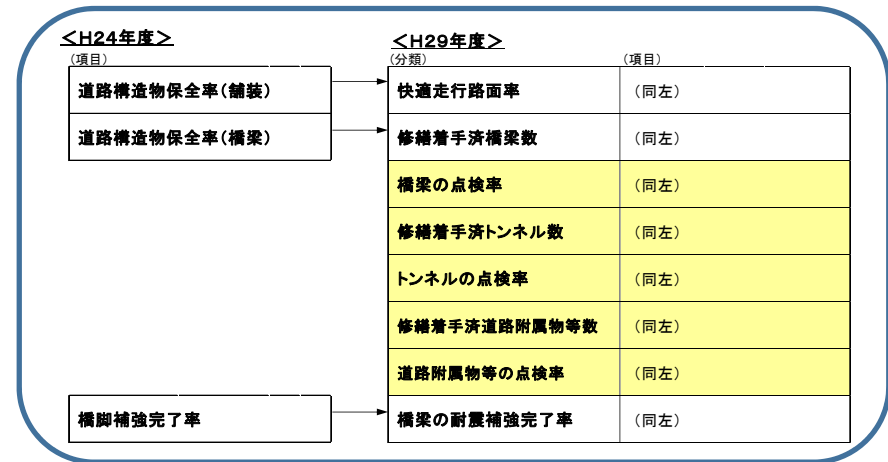 <H24年度>
(項目)
道路構造物保全率(舗装)
道路構造物保全率(橋梁)
橋脚補強完了率
<H29年度>
(分類)
(項目)
快適走行路面率
(同左)
修繕着手済橋梁数
(同左)
橋梁の点検率
(同左)
修繕着手済トンネル数
(同左)
トンネルの点検率
(同左)
修繕着手済道路附属物等数
(同左)
道路附属物等の点検率
(同左)
橋梁の耐震補強完了率
(同左)